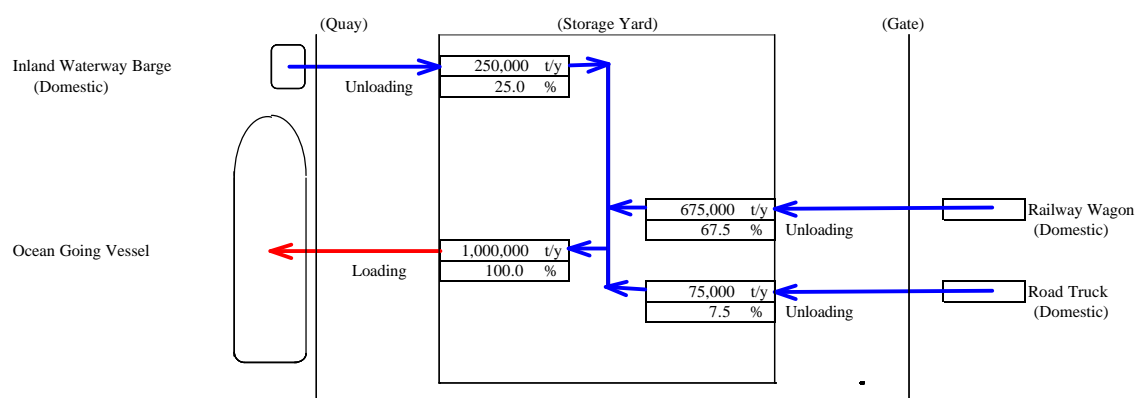 (Quay) (Storage Yard) (Gate)
Inland Waterway Barge 250,000 t/y
(Domestic) Unloading 25.0 %
675,000 t/y Railway Wagon
67.5 % Unloading (Domestic)
Ocean Going Vessel 1,000,000 t/y
Loading 100.0 %
75,000 t/y Road Truck
7.5 % Unloading (Domestic)